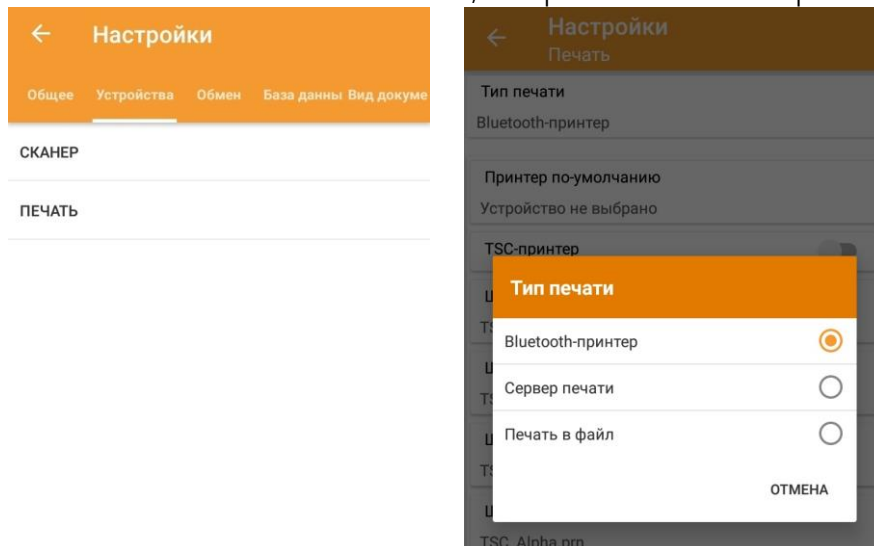 Настройки
Общее Устройства Обмен База данны Вид докуме
СКАНЕР
ПЕЧАТЬ
Настройки
Печать
Тип печати
Bluetooth-принтер
Принтер по-умолчанию
Устройство не выбрано
TSC-принтер
Тип печати
Bluetooth-принтер
Сервер печати
Печать в файл
ОТМЕНА
TSC_Alpha.prn